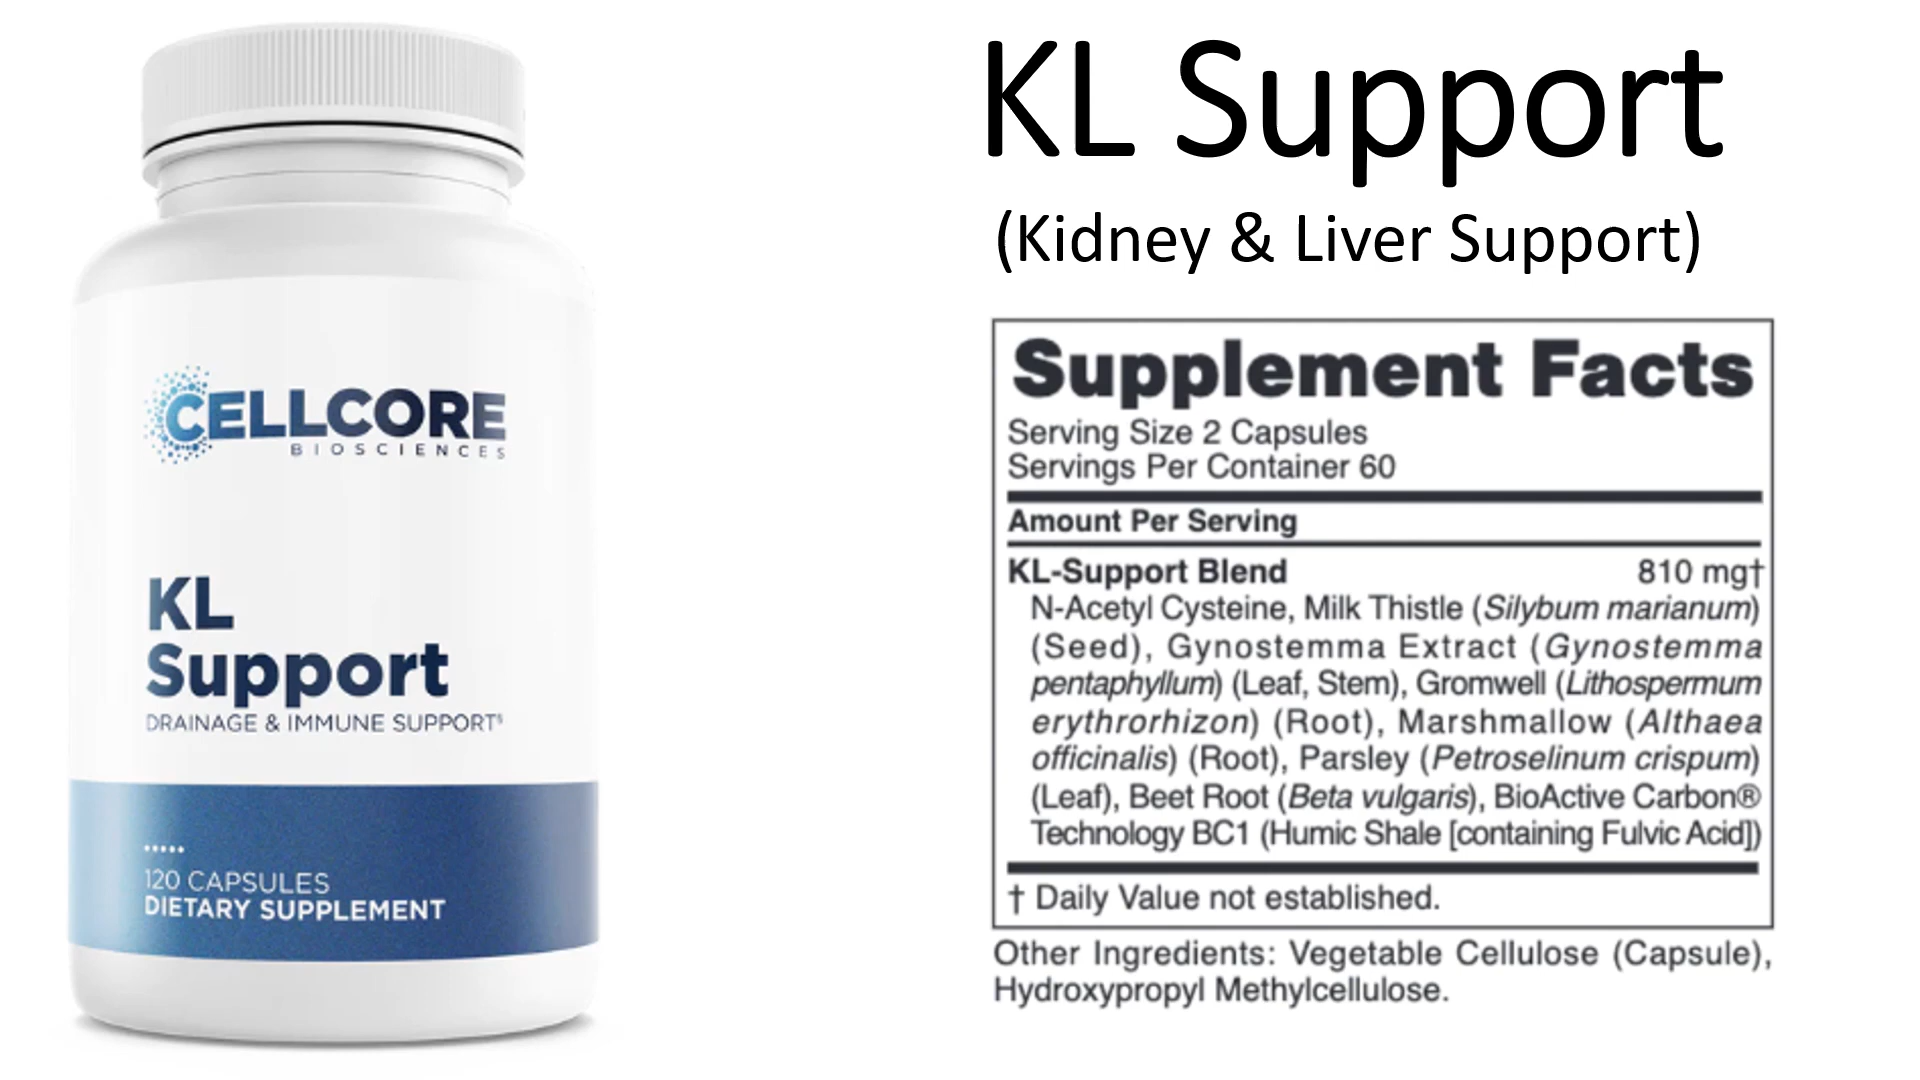 CELLCORE
BIOSCIENCES
KL
Support
DRAINAGE & IMMUNE SUPPORT§
120 CAPSULES
DIETARY SUPPLEMENT
KL Support
(Kidney & Liver Support)
Supplement Facts
Serving Size 2 Capsules
Servings Per Container 60
Amount Per Serving
KL-Support Blend 810 mg†
N-Acetyl Cysteine, Milk Thistle (Silybum marianum)
(Seed), Gynostemma Extract (Gynostemma
pentaphyllum) (Leaf, Stem), Gromwell (Lithospermum
erythrorhizon) (Root), Marshmallow (Althaea
officinalis) (Root), Parsley (Petroselinum crispum)
(Leaf), Beet Root (Beta vulgaris), BioActive Carbon®
Technology BC1 (Humic Shale [containing Fulvic Acid])
† Daily Value not established.
Other Ingredients: Vegetable Cellulose (Capsule),
Hydroxypropyl Methylcellulose.